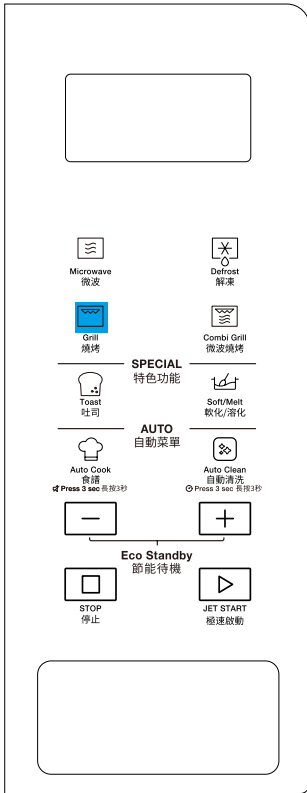 Microwave
微波
Defrost
解凍
Grill
燒烤
Combi Grill
微波燒烤
SPECIAL
特色功能
Toast
吐司
Soft/Melt
軟化/溶化
AUTO
自動菜單
Auto Cook
食譜
Press 3 sec 長按3秒
Auto Clean
自動清洗
Press 3 sec 長按3秒
Eco Standby
節能待機
STOP
停止
JET START
極速啟動